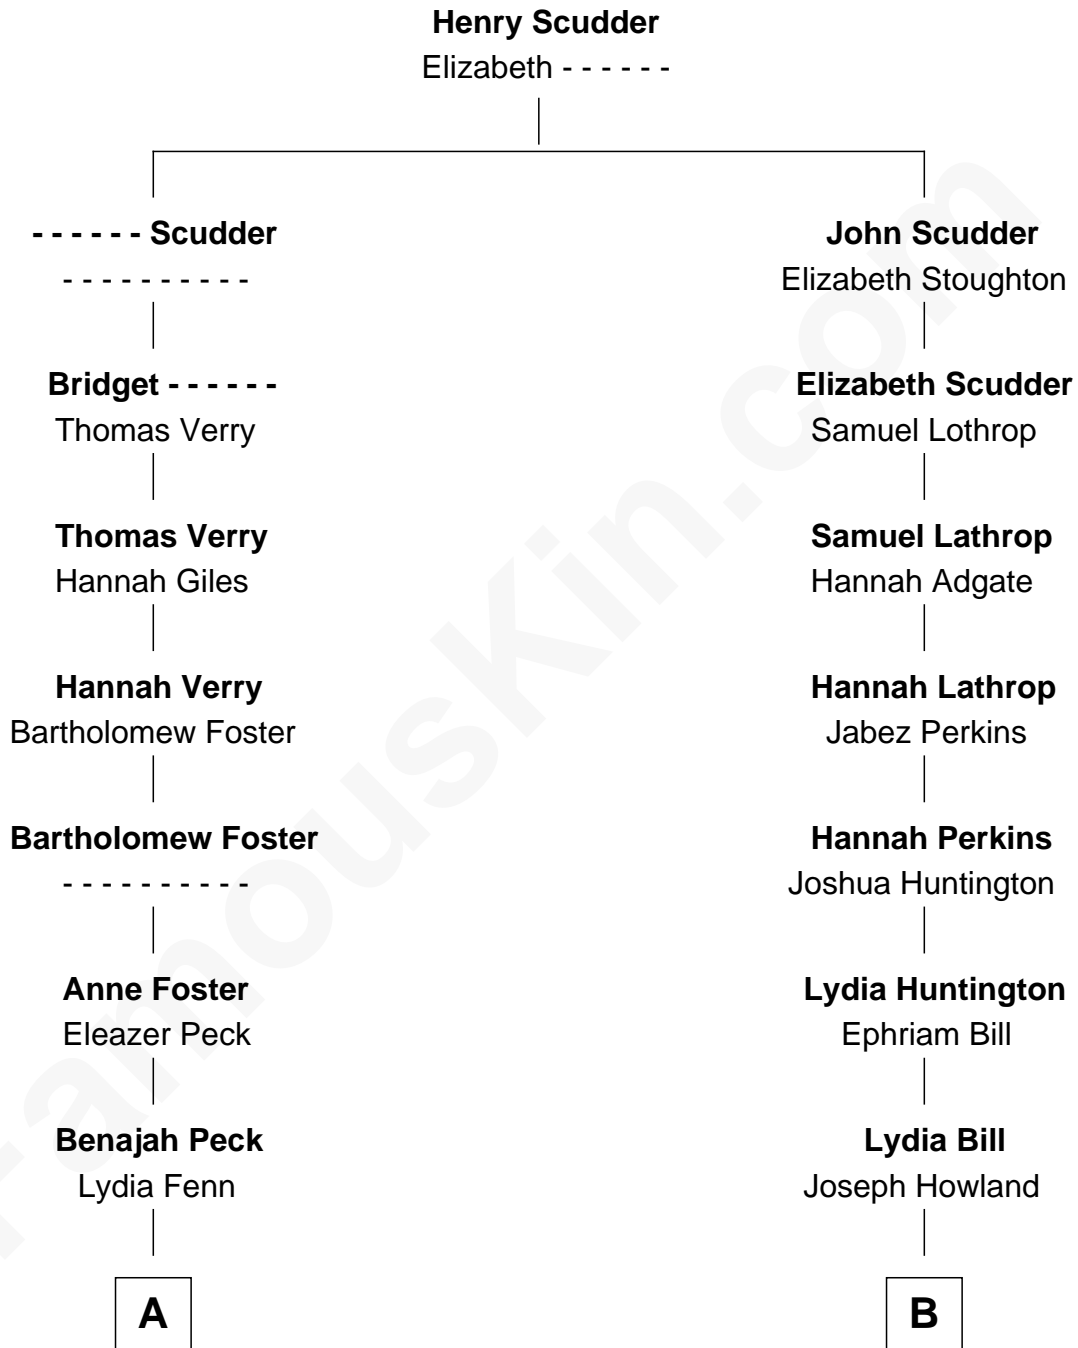 Henry Scudder
Elizabeth - - - - - -
- - - - - - Scudder
- - - - - - - - - -
John Scudder
Elizabeth Stoughton
Bridget - - - - - -
Thomas Verry
Elizabeth Scudder
Samuel Lothrop
Thomas Verry
Hannah Giles
Samuel Lathrop
Hannah Adgate
Hannah Verry
Bartholomew Foster
Hannah Lathrop
Jabez Perkins
Bartholomew Foster
- - - - - - - - - -
Hannah Perkins
Joshua Huntington
Anne Foster
Eleazer Peck
Lydia Huntington
Ephriam Bill
Benajah Peck
Lydia Fenn
Lydia Bill
Joseph Howland
A
B
FamousKin.com